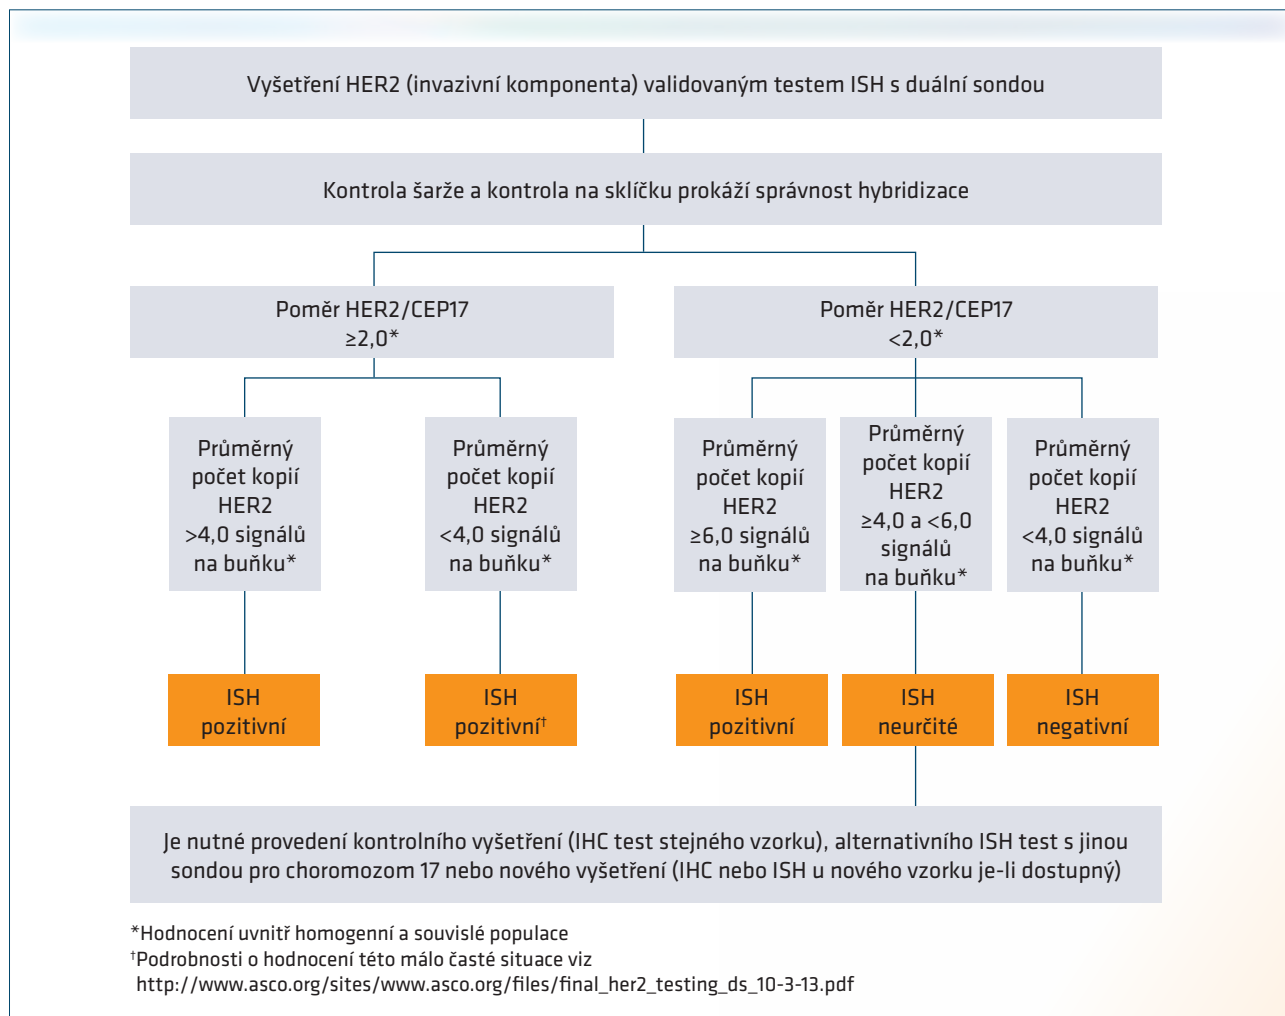 Vyšetření HER2 (invazivní komponenta) validovaným testem ISH s duální sondou
Kontrola šarže a kontrola na sklíčku prokáží správnost hybridizace
Poměr HER2/CEP17
≥2,0*
Poměr HER2/CEP17
<2,0*
Průměrný
počet kopií
HER2
>4,0 signálů
na buňku*
Průměrný
počet kopií
HER2
<4,0 signálů
na buňku*
Průměrný
počet kopií
HER2
≥6,0 signálů
na buňku*
Průměrný
počet kopií
HER2
≥4,0 a <6,0
signálů
na buňku*
Průměrný
počet kopií
HER2
<4,0 signálů
na buňku*
ISH
pozitivní
ISH
pozitivní†
ISH
pozitivní
ISH
neurčité
ISH
negativní
Je nutné provedení kontrolního vyšetření (IHC test stejného vzorku), alternativního ISH test s jinou
sondou pro choromozom 17 nebo nového vyšetření (IHC nebo ISH u nového vzorku je-li dostupný)
*Hodnocení uvnitř homogenní a souvislé populace
†Podrobnosti o hodnocení této málo časté situace viz
http://www.asco.org/sites/www.asco.org/files/final_her2_testing_ds_10-3-13.pdf